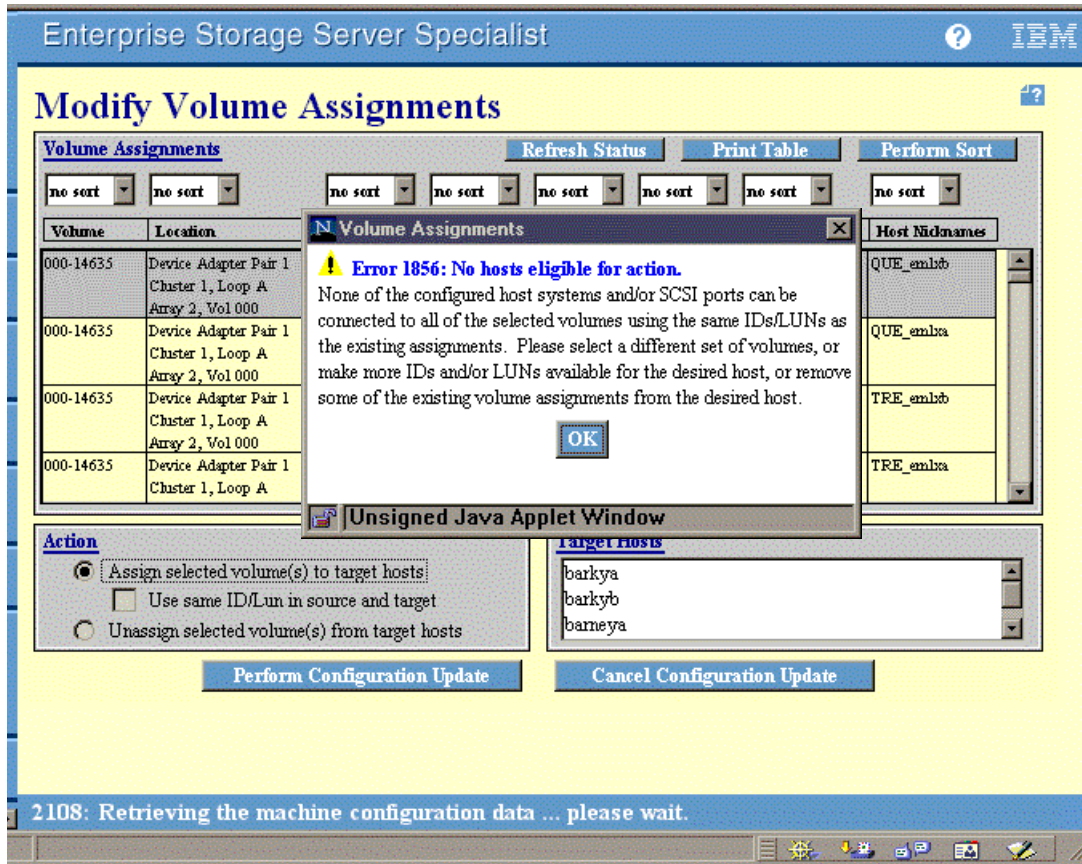 Enterprise Storage Server Specialist
? IBM
Modify Volume Assignments
?
Volume Assignments
Refresh Status
Print Table
Perform Sort
no sort no sort no sort no sort no sort no sort no sort no sort
Volume Location Host Nicknames
000-14635 Device Adapter Pair 1 QUE_emlxb
Cluster 1, Loop A
Array 2, Vol 000
000-14635 Device Adapter Pair 1 QUE_emlxa
Cluster 1, Loop A
Array 2, Vol 000
000-14635 Device Adapter Pair 1 TRE_emlxb
Cluster 1, Loop A
Array 2, Vol 000
000-14635 Device Adapter Pair 1 TRE_emlxa
Cluster 1, Loop A
N Volume Assignments
Error 1856: No hosts eligible for action.
None of the configured host systems and/or SCSI ports can be
connected to all of the selected volumes using the same IDs/LUNs as
the existing assignments. Please select a different set of volumes, or
make more IDs and/or LUNs available for the desired host, or remove
some of the existing volume assignments from the desired host.
OK
Unsigned Java Applet Window
Action
Assign selected volume(s) to target hosts
Use same ID/Lun in source and target
Unassign selected volume(s) from target hosts
Target Hosts
barkya
barkyb
barneya
Perform Configuration Update
Cancel Configuration Update
2108: Retrieving the machine configuration data ... please wait.